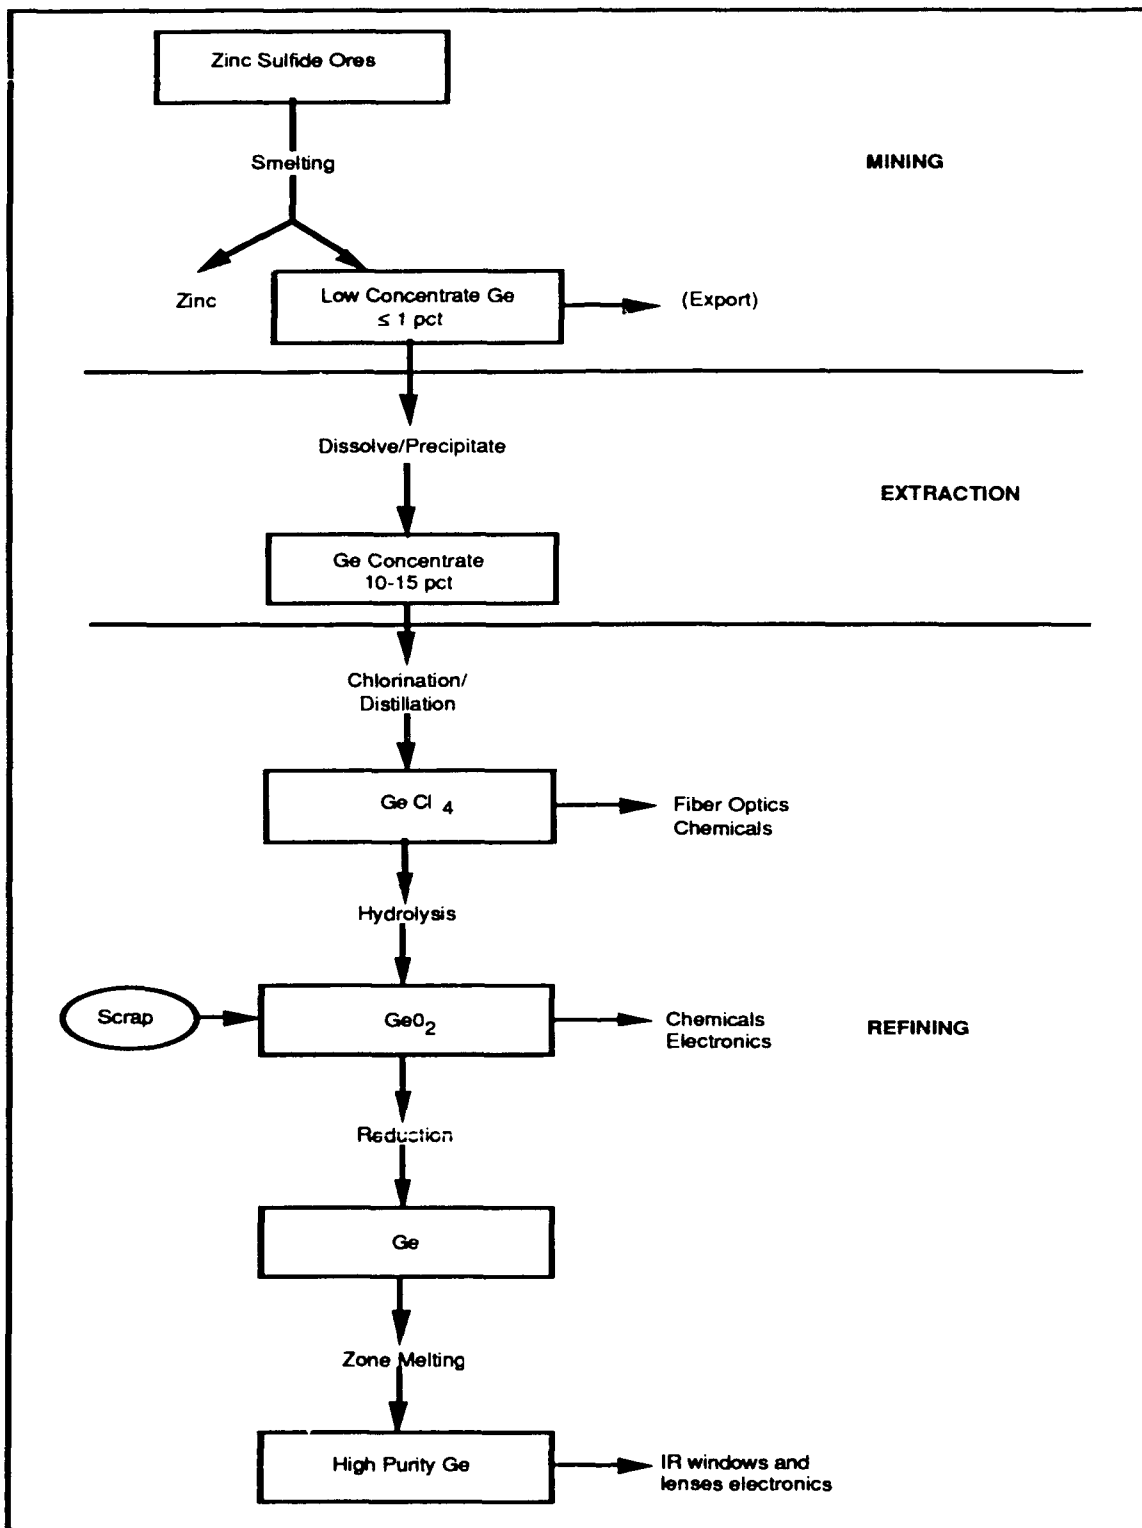 Zinc Sulfide Ores
Smelting
MINING
Zinc
Low Concentrate Ge
≤ 1 pct
(Export)
Dissolve/Precipitate
EXTRACTION
Ge Concentrate
10-15 pct
Chlorination/
Distillation
Ge Cl 4
Fiber Optics
Chemicals
Hydrolysis
Scrap
GeO2
Chemicals
Electronics
REFINING
Reduction
Ge
Zone Melting
High Purity Ge
IR windows and
lenses electronics